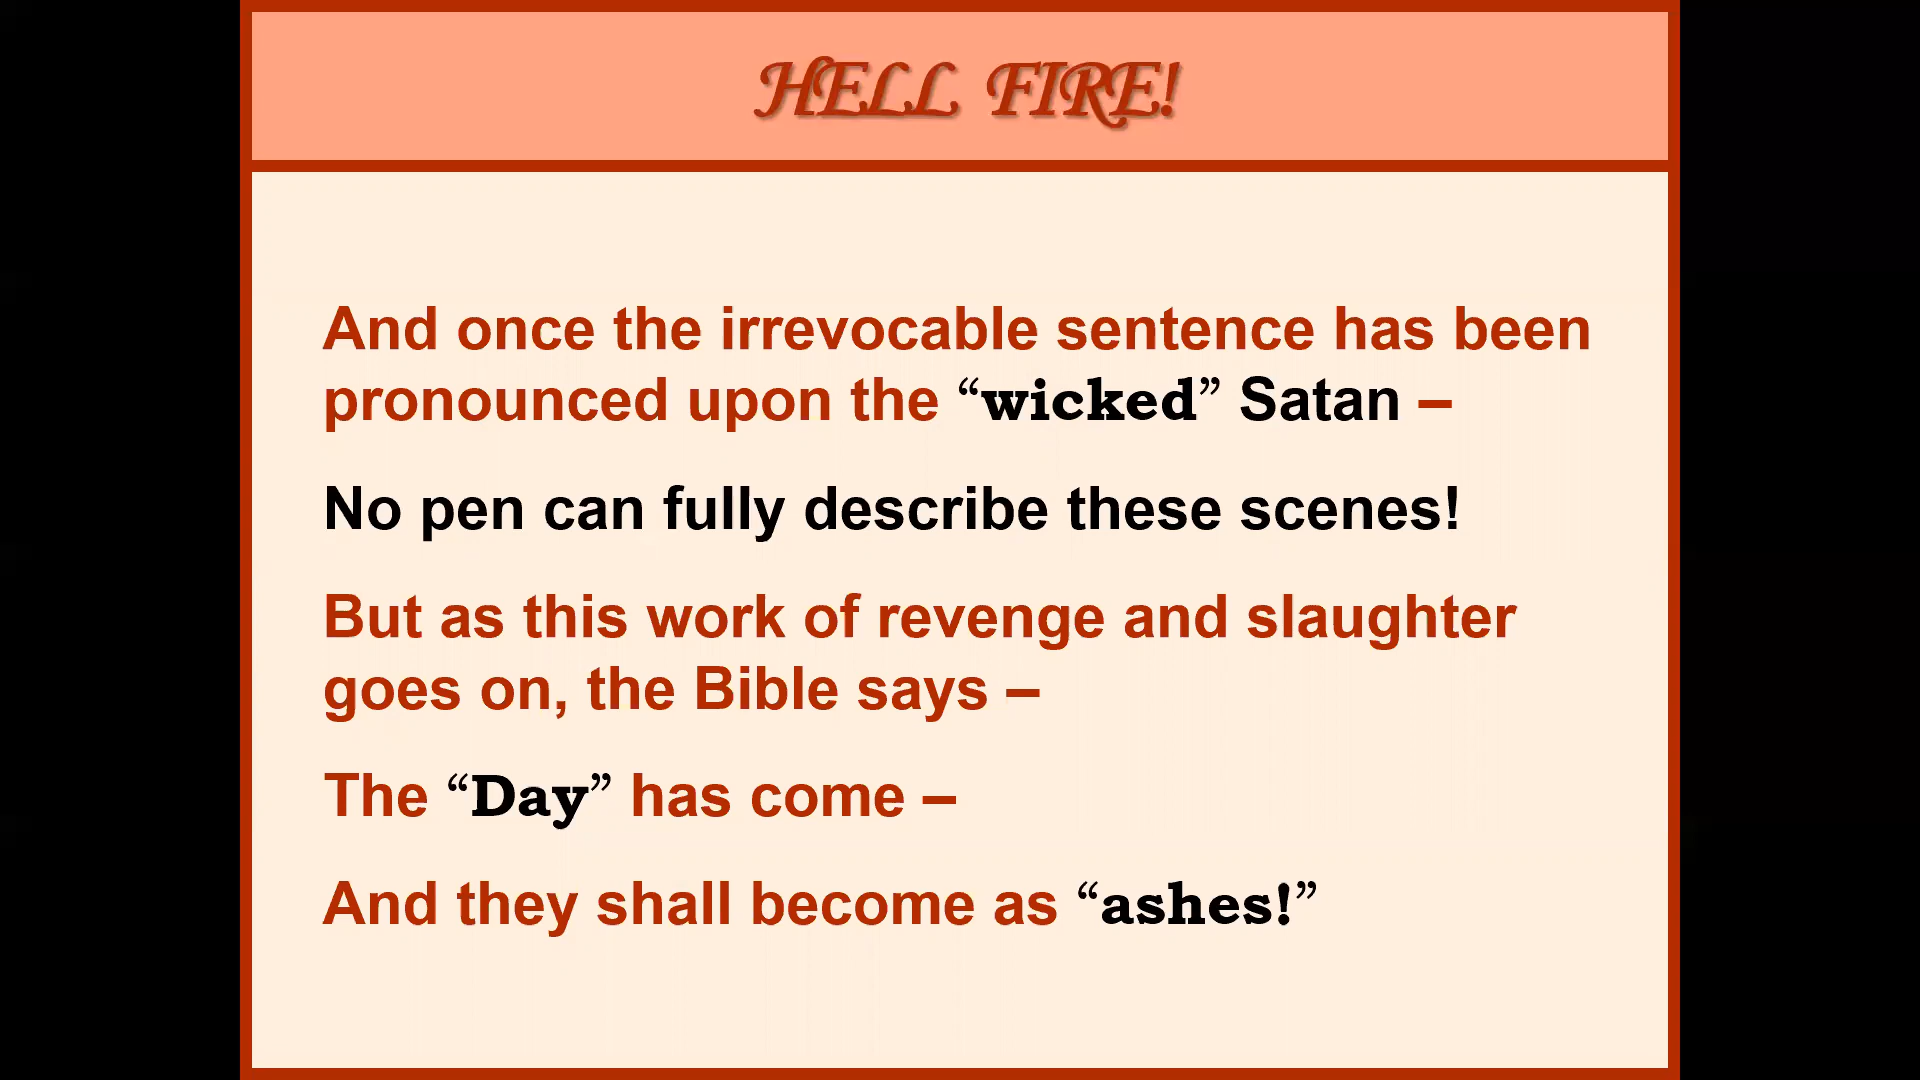 HELL FIRE!
And once the irrevocable sentence has been
pronounced upon the “wicked” Satan –
No pen can fully describe these scenes!
But as this work of revenge and slaughter
goes on, the Bible says –
The “Day” has come –
And they shall become as “ashes!”